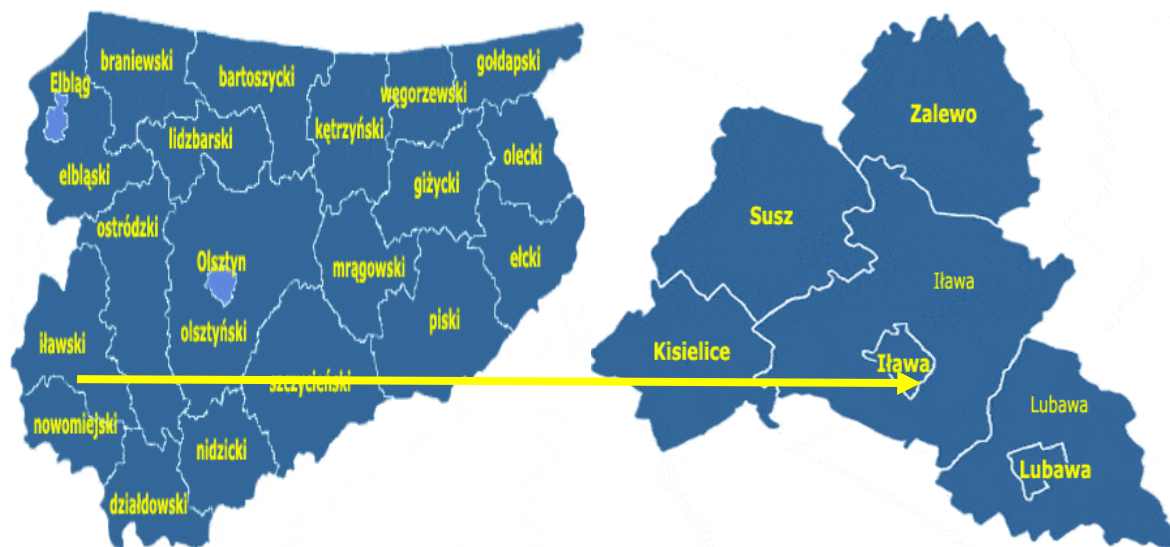 braniewski
bartoszycki
gołdapski
Elbląg
węgorzewski
kętrzyński
lidzbarski
olecki
elbląski
giżycki
ostródzki
Olsztyn
mrągowski
ełcki
olsztyński
piski
iławski
szczycieński
nowomiejski
nidzicki
działdowski
Zalewo
Susz
Iława
Kisielice
Iława
Lubawa
Lubawa